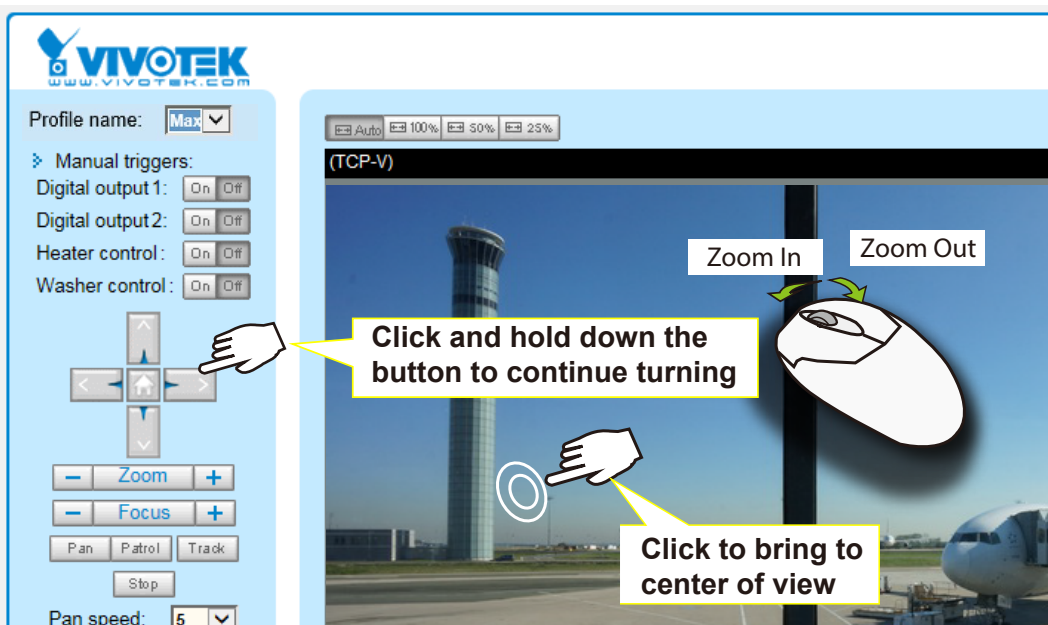 VIVOTEK
www.vivotek.com
Profile name: Max
Manual triggers:
Digital output 1: On Off
Digital output 2: On Off
Heater control : On Off
Washer control : On Off
Zoom
Focus
Pan Patrol Track
Stop
Pan speed: 5
Auto 100% 50% 25%
(TCP-V)
Zoom In
Zoom Out
Click and hold down the
button to continue turning
Click to bring to
center of view